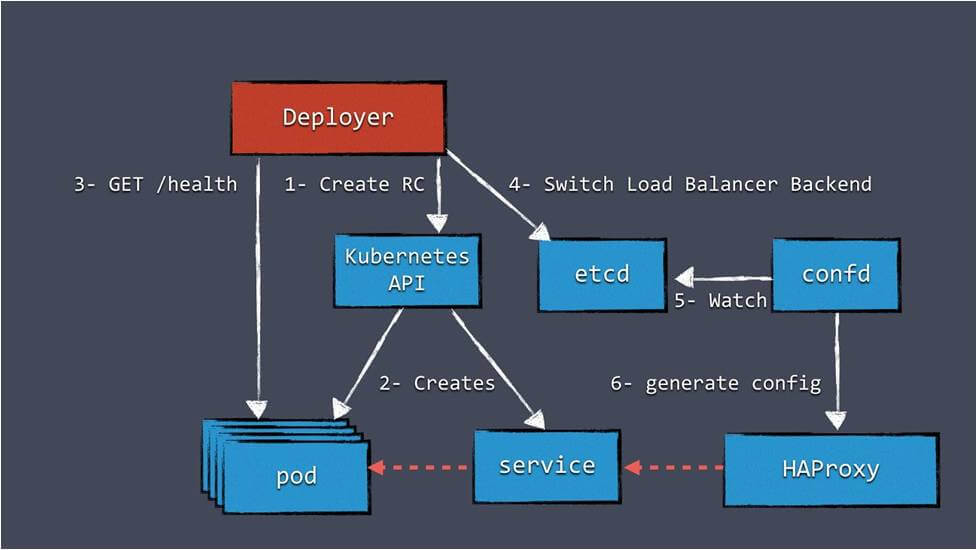 Deployer
3- GET /health
1- Create RC
4- Switch Load Balancer Backend
Kubernetes
API
etcd
confd
5- Watch
2- Creates
6- generate config
pod
service
HAProxy